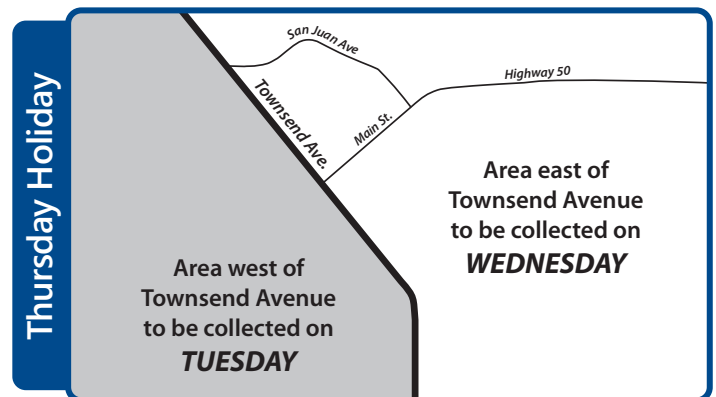 Thursday Holiday
San Juan Ave
Highway 50
Townsend Ave.
Main St.
Area east of
Townsend Avenue
to be collected on
WEDNESDAY
Area west of
Townsend Avenue
to be collected on
TUESDAY